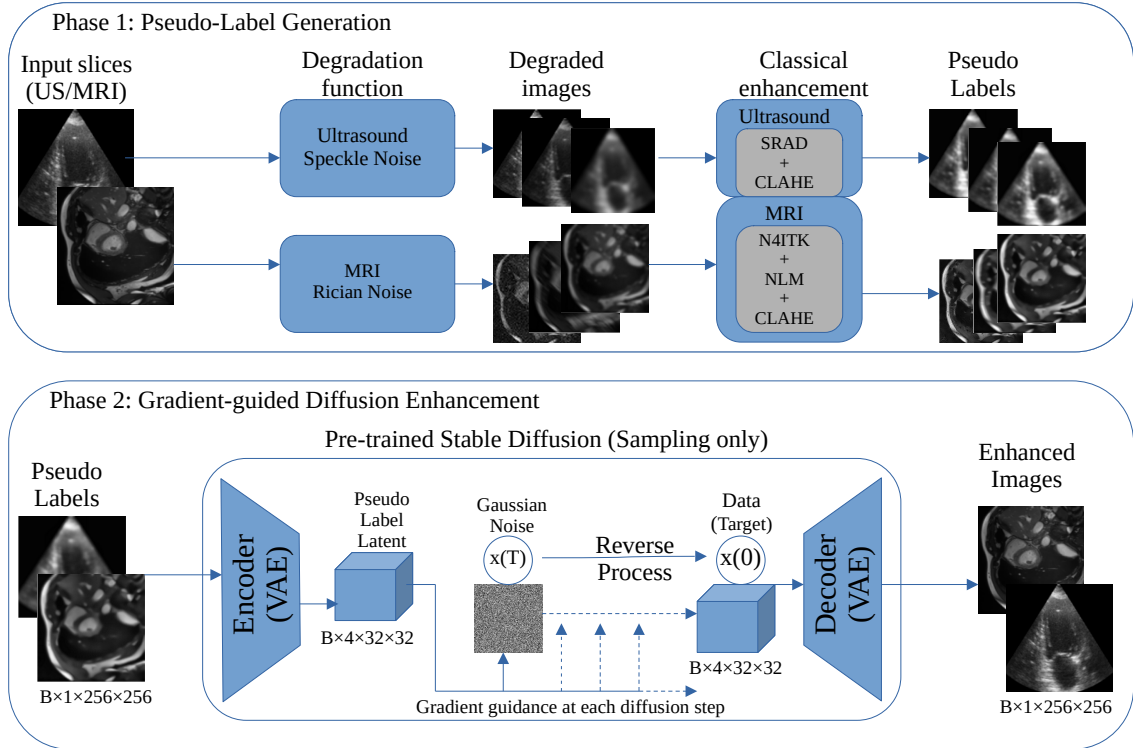 Phase 1: Pseudo-Label Generation
Input slices
(US/MRI)
Degradation
function
Degraded
images
Classical
enhancement
Pseudo
Labels
Ultrasound
Speckle Noise
Ultrasound
SRAD
+
CLAHE
MRI
Rician Noise
MRI
N4ITK
+
NLM
+
CLAHE
Phase 2: Gradient-guided Diffusion Enhancement
Pre-trained Stable Diffusion (Sampling only)
Pseudo
Labels
B×1×256×256
Encoder
(VAE)
Pseudo
Label
Latent
B×4×32×32
Gaussian
Noise
x(T)
Reverse
Process
Data
(Target)
x(0)
B×4×32×32
Gradient guidance at each diffusion step
Decoder
(VAE)
Enhanced
Images
B×1×256×256